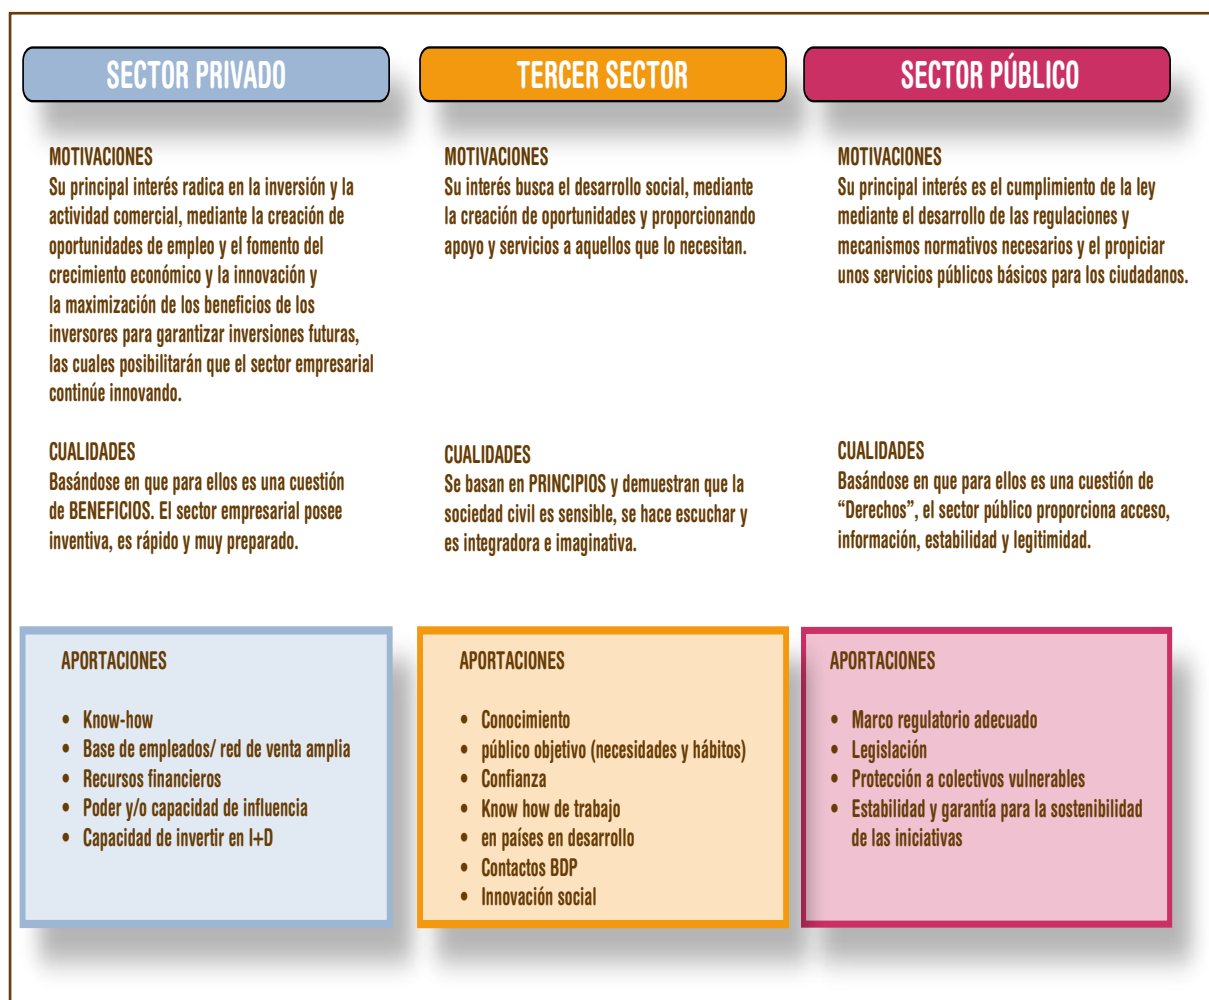 SECTOR PRIVADO
MOTIVACIONES
Su principal interés radica en la inversión y la
actividad comercial, mediante la creación de
oportunidades de empleo y el fomento del
crecimiento económico y la innovación y
la maximización de los beneficios de los
inversores para garantizar inversiones futuras,
las cuales posibilitarán que el sector empresarial
continúe innovando.
CUALIDADES
Basándose en que para ellos es una cuestión
de BENEFICIOS. El sector empresarial posee
inventiva, es rápido y muy preparado.
APORTACIONES
• Know-how
• Base de empleados/ red de venta amplia
• Recursos financieros
• Poder y/o capacidad de influencia
• Capacidad de invertir en I+D
TERCER SECTOR
MOTIVACIONES
Su interés busca el desarrollo social, mediante
la creación de oportunidades y proporcionando
apoyo y servicios a aquellos que lo necesitan.
CUALIDADES
Se basan en PRINCIPIOS y demuestran que la
sociedad civil es sensible, se hace escuchar y
es integradora e imaginativa.
APORTACIONES
• Conocimiento
• público objetivo (necesidades y hábitos)
• Confianza
• Know how de trabajo
• en países en desarrollo
• Contactos BDP
• Innovación social
SECTOR PÚBLICO
MOTIVACIONES
Su principal interés es el cumplimiento de la ley
mediante el desarrollo de las regulaciones y
mecanismos normativos necesarios y el propiciar
unos servicios públicos básicos para los ciudadanos.
CUALIDADES
Basándose en que para ellos es una cuestión de
“Derechos”, el sector público proporciona acceso,
información, estabilidad y legitimidad.
APORTACIONES
• Marco regulatorio adecuado
• Legislación
• Protección a colectivos vulnerables
• Estabilidad y garantía para la sostenibilidad
de las iniciativas